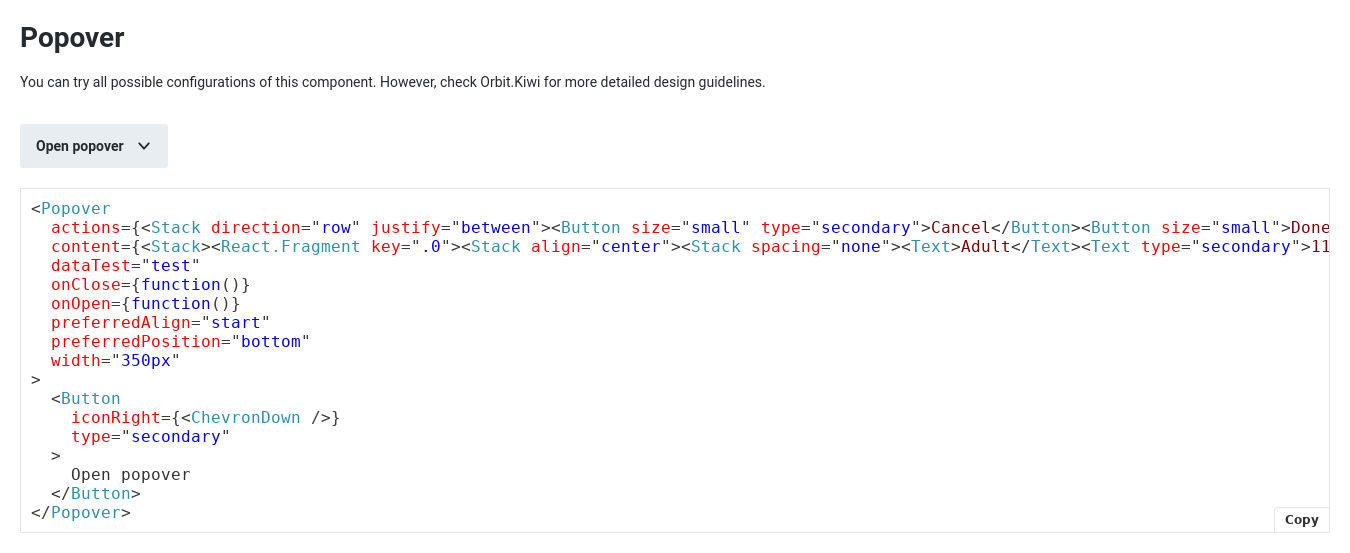 Popover
You can try all possible configurations of this component. However, check Orbit.Kiwi for more detailed design guidelines.
Open popover
<Popover
  actions={<Stack direction="row" justify="between"><Button size="small" type="secondary">Cancel</Button><Button size="small">Done
  content={<Stack><React.Fragment key=".0"><Stack align="center"><Stack spacing="none"><Text>Adult</Text><Text type="secondary">11
  dataTest="test"
  onClose={function()}
  onOpen={function()}
  preferredAlign="start"
  preferredPosition="bottom"
  width="350px"
>
  <Button
    iconRight={<ChevronDown />}
    type="secondary"
  >
    Open popover
  </Button>
</Popover>
Copy